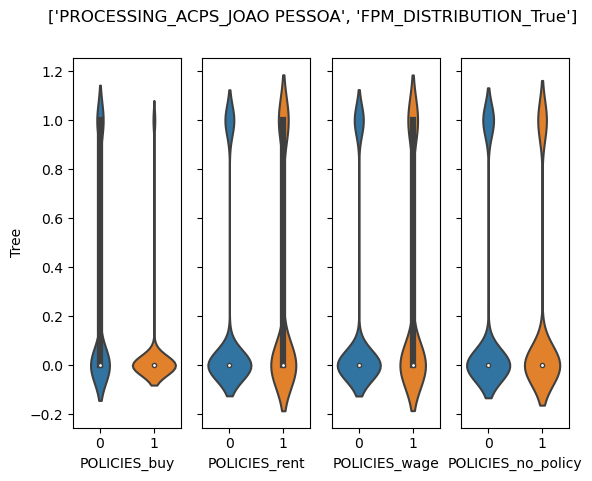 ['PROCESSING_ACPS_JOAO PESSOA', 'FPM_DISTRIBUTION_True']
1.2
1.0
0.8
0.6
0.4
0.2
0.0
−0.2
Tree
0 1
0 1
0 1
0 1
POLICIES_buy
POLICIES_rent
POLICIES_wage
POLICIES_no_policy